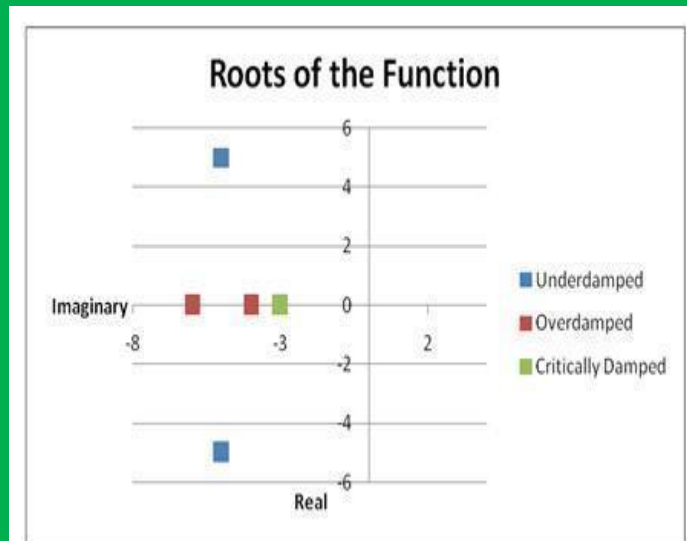 Roots of the Function
6
4
2
Imaginary
0
-8
-3
2
-2
-4
-6
Real
Underdamped
Overdamped
Critically Damped